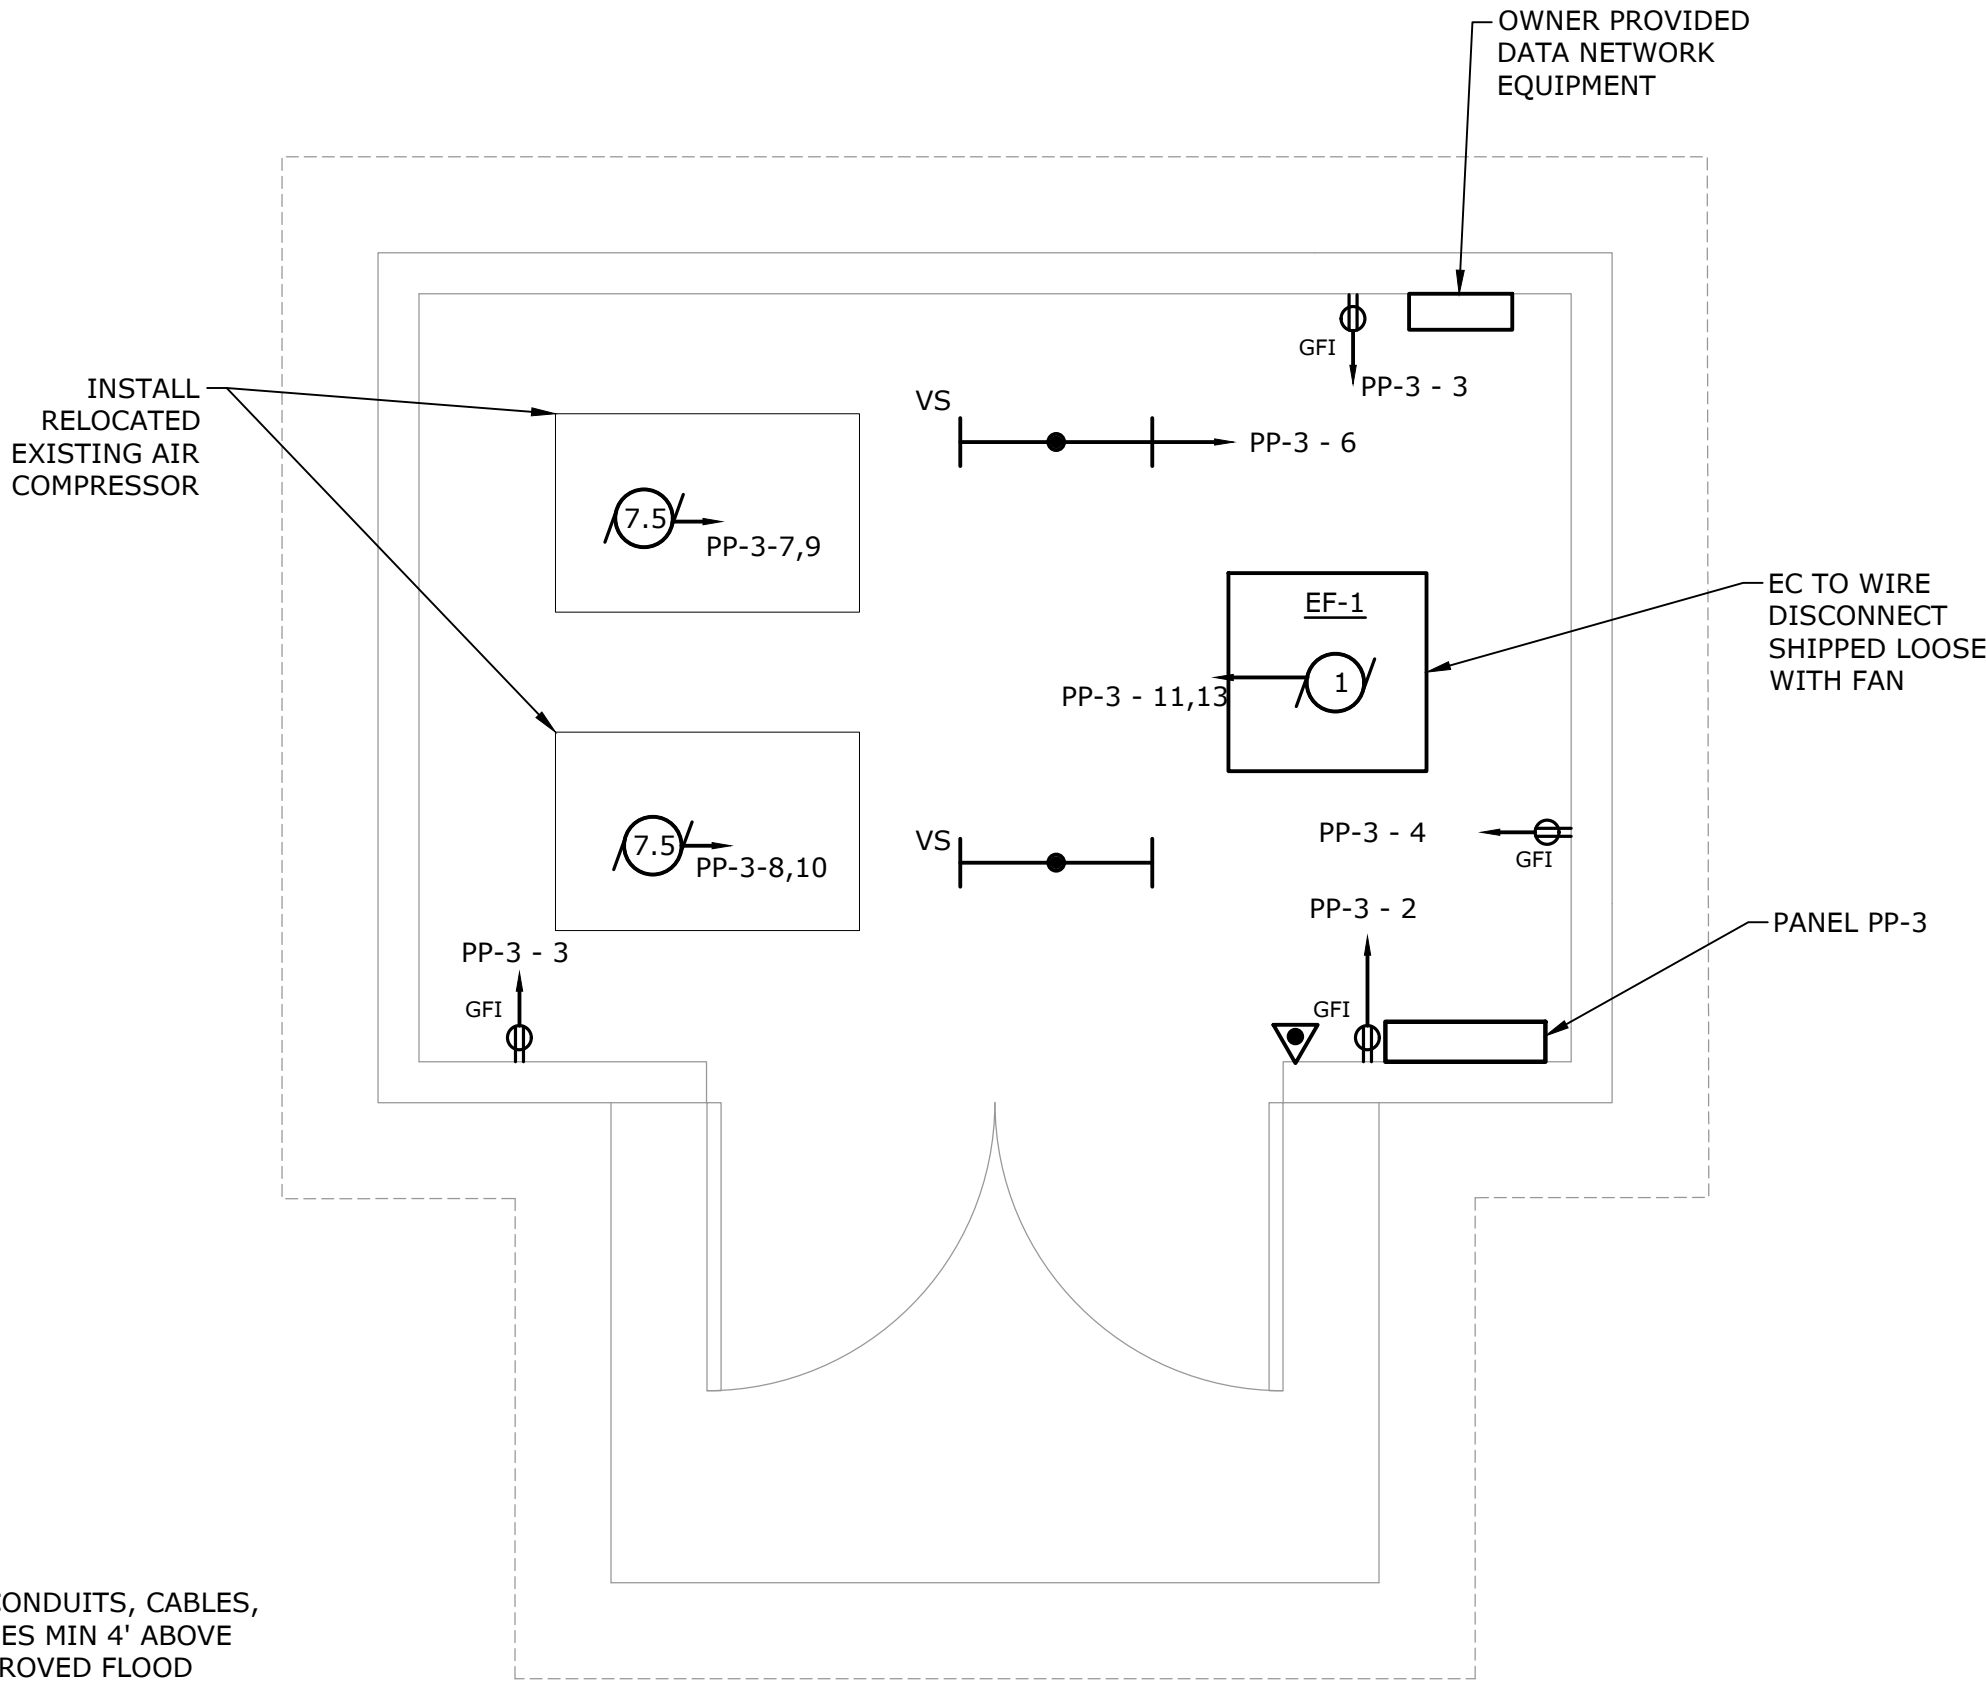 OWNER PROVIDED
DATA NETWORK
EQUIPMENT
GFI
PP-3 - 3
INSTALL
RELOCATED
EXISTING AIR
COMPRESSOR
VS
PP-3 - 6
7.5
PP-3-7,9
EF-1
1
PP-3 - 11,13
EC TO WIRE
DISCONNECT
SHIPPED LOOSE
WITH FAN
VS
7.5
PP-3-8,10
PP-3 - 4
GFI
PP-3 - 2
GFI
PANEL PP-3
PP-3 - 3
GFI
CONDUITS, CABLES,
MIN 4' ABOVE
FLOOD